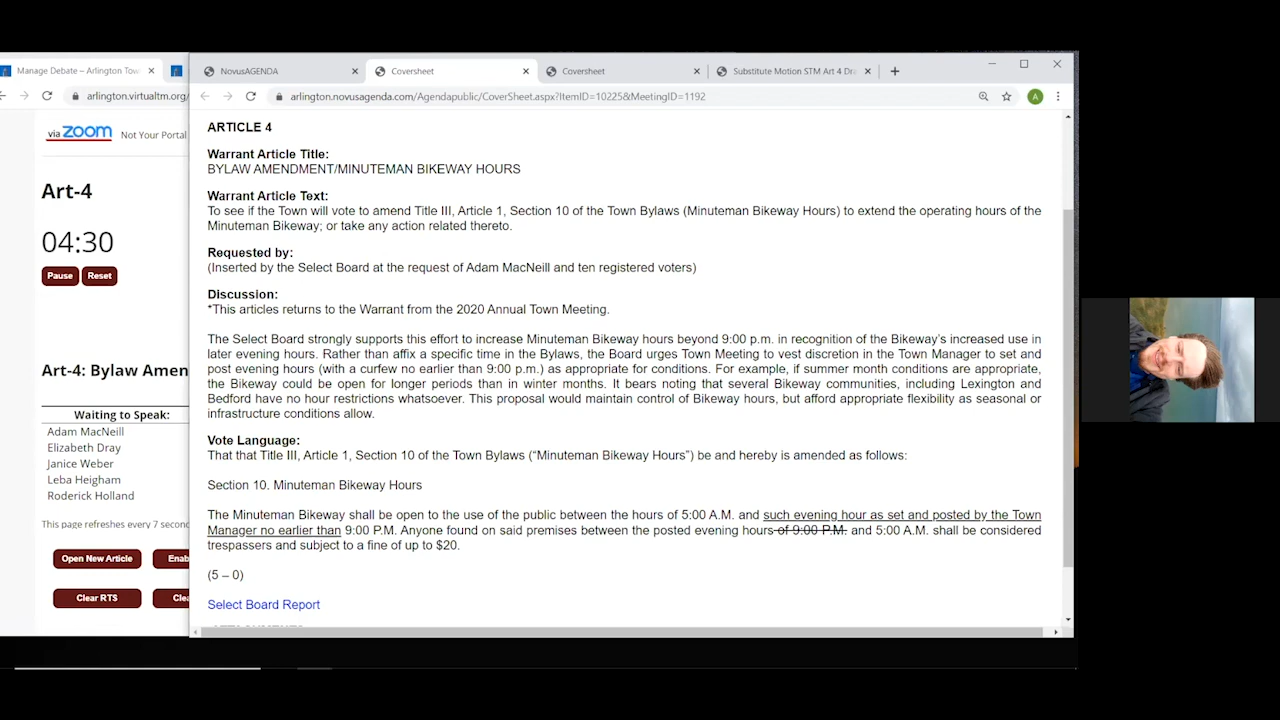 Manage Debate – Arlington Tow
NovusAGENDA
Coversheet
Coversheet
Substitute Motion STM Art 4 Dra
arlington.virtualtm.org/
arlington.novusagenda.com/Agendapublic/CoverSheet.aspx?ItemID=10225&MeetingID=1192
A
via zoom Not Your Portal
Art-4
04:30
Pause Reset
Art-4: Bylaw Amen
Waiting to Speak:
Adam MacNeill
Elizabeth Dray
Janice Weber
Leba Heigham
Roderick Holland
This page refreshes every 7 second
Open New Article Enab
Clear RTS Cle
ARTICLE 4
Warrant Article Title:
BYLAW AMENDMENT/MINUTEMAN BIKEWAY HOURS
Warrant Article Text:
To see if the Town will vote to amend Title III, Article 1, Section 10 of the Town Bylaws (Minuteman Bikeway Hours) to extend the operating hours of the
Minuteman Bikeway; or take any action related thereto.
Requested by:
(Inserted by the Select Board at the request of Adam MacNeill and ten registered voters)
Discussion:
*This articles returns to the Warrant from the 2020 Annual Town Meeting.
The Select Board strongly supports this effort to increase Minuteman Bikeway hours beyond 9:00 p.m. in recognition of the Bikeway's increased use in
later evening hours. Rather than affix a specific time in the Bylaws, the Board urges Town Meeting to vest discretion in the Town Manager to set and
post evening hours (with a curfew no earlier than 9:00 p.m.) as appropriate for conditions. For example, if summer month conditions are appropriate,
the Bikeway could be open for longer periods than in winter months. It bears noting that several Bikeway communities, including Lexington and
Bedford have no hour restrictions whatsoever. This proposal would maintain control of Bikeway hours, but afford appropriate flexibility as seasonal or
infrastructure conditions allow.
Vote Language:
That that Title III, Article 1, Section 10 of the Town Bylaws ("Minuteman Bikeway Hours") be and hereby is amended as follows:
Section 10. Minuteman Bikeway Hours
The Minuteman Bikeway shall be open to the use of the public between the hours of 5:00 A.M. and such evening hour as set and posted by the Town
Manager no earlier than 9:00 P.M. Anyone found on said premises between the posted evening hours of 9:00 P.M. and 5:00 A.M. shall be considered
trespassers and subject to a fine of up to $20.
(5 – 0)
Select Board Report